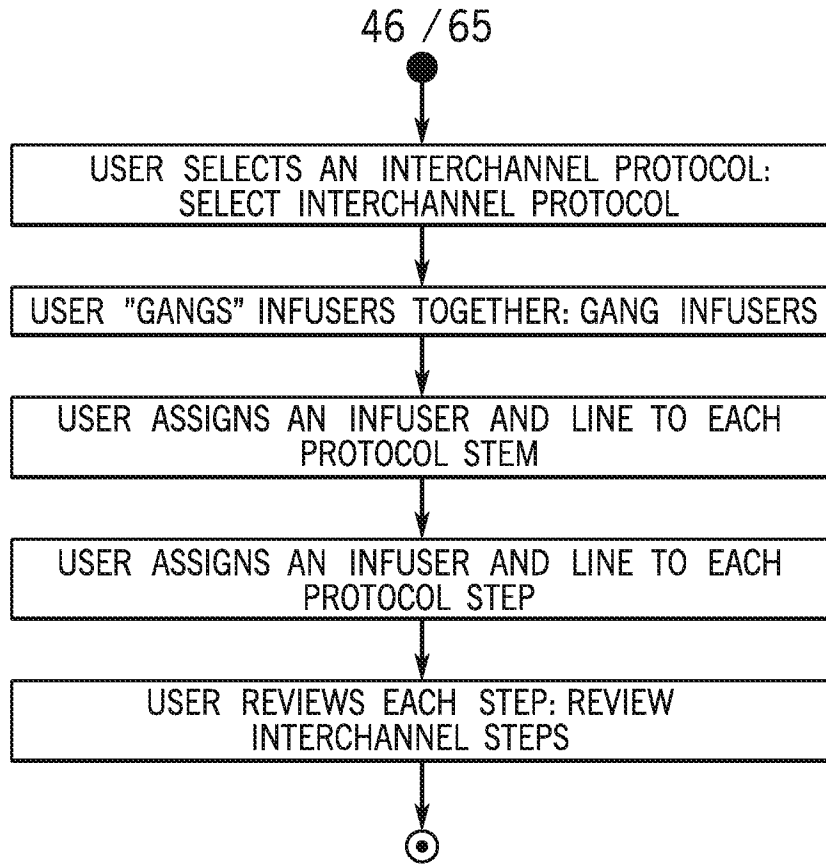 46 / 65
USER SELECTS AN INTERCHANNEL PROTOCOL:
SELECT INTERCHANNEL PROTOCOL
USER "GANGS" INFUSERS TOGETHER: GANG INFUSERS
USER ASSIGNS AN INFUSER AND LINE TO EACH
PROTOCOL STEM
USER ASSIGNS AN INFUSER AND LINE TO EACH
PROTOCOL STEP
USER REVIEWS EACH STEP: REVIEW
INTERCHANNEL STEPS